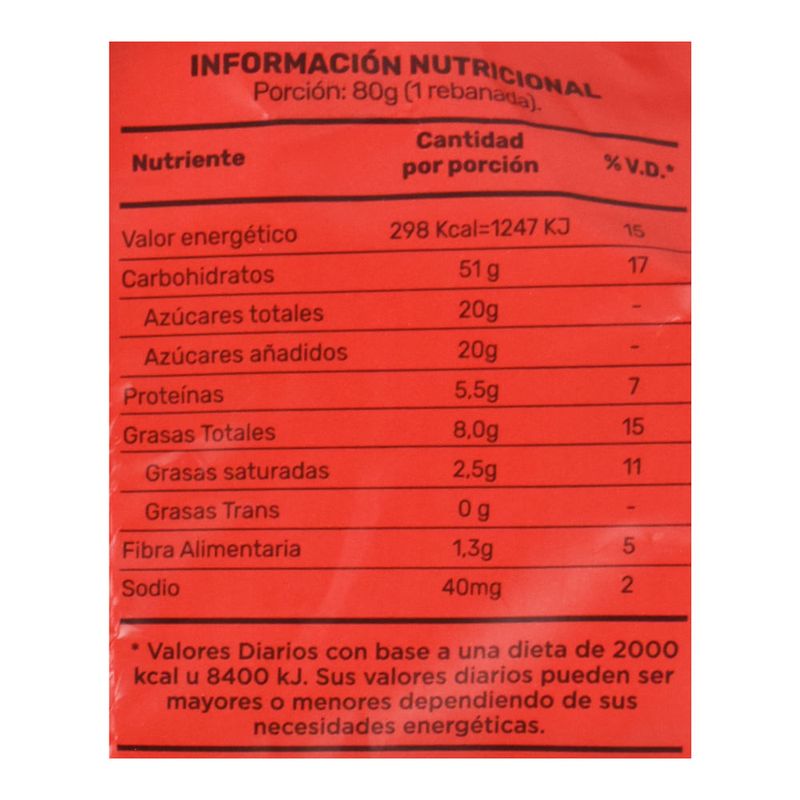 INFORMACIÓN NUTRICIONAL
Porción: 80g (1 rebanada).
Nutriente Cantidad por porción % V.D.*
Valor energético 298 Kcal=1247 KJ 15
Carbohidratos 51 g 17
Azúcares totales 20g -
Azúcares añadidos 20g -
Proteínas 5,5g 7
Grasas Totales 8,0g 15
Grasas saturadas 2,5g 11
Grasas Trans 0 g -
Fibra Alimentaria 1,3g 5
Sodio 40mg 2
* Valores Diarios con base a una dieta de 2000
kcal u 8400 kJ. Sus valores diarios pueden ser
mayores o menores dependiendo de sus
necesidades energéticas.